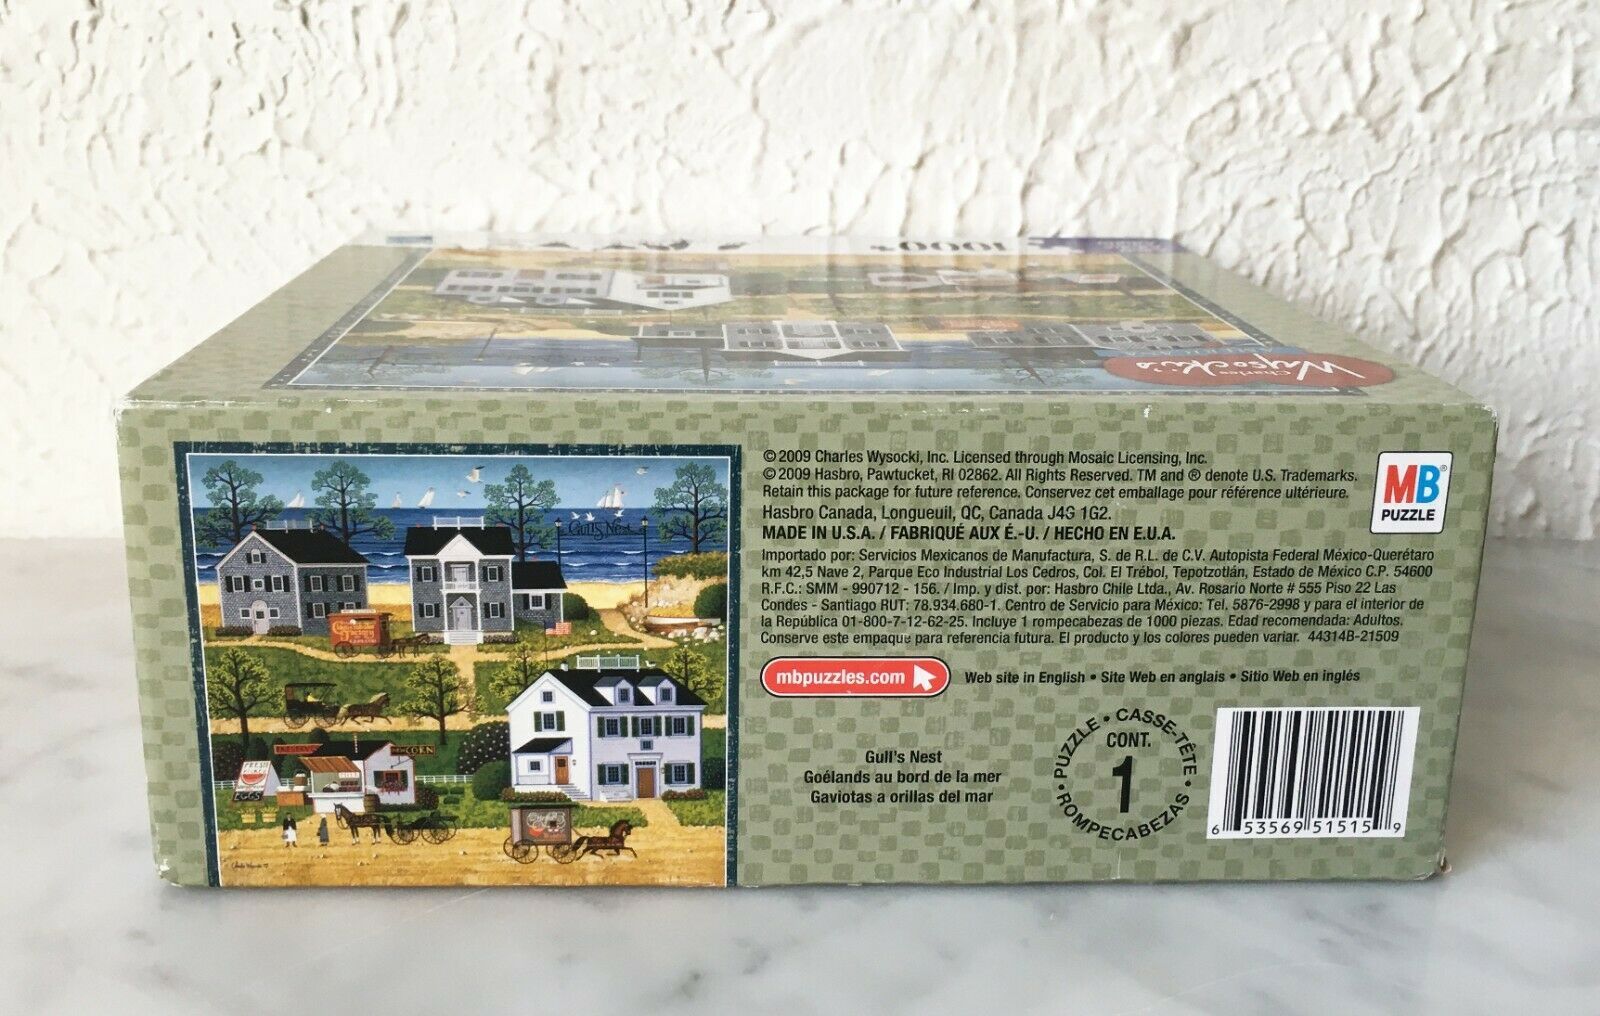 1000
Charles
Wysocki's
Gull's Nest
FRESH
EGGS
CORN
© 2009 Charles Wysocki, Inc. Licensed through Mosaic Licensing, Inc.
© 2009 Hasbro, Pawtucket, RI 02862. All Rights Reserved. TM and ® denote U.S. Trademarks.
Retain this package for future reference. Conservez cet emballage pour référence ultérieure.
Hasbro Canada, Longueuil, QC, Canada J4G 1G2.
MADE IN U.S.A. / FABRIQUÉ AUX É.-U. / HECHO EN E.U.A.
Importado por: Servicios Mexicanos de Manufactura, S. de R.L. de C.V. Autopista Federal México-Querétaro
km 42,5 Nave 2, Parque Eco Industrial Los Cedros, Col. El Trébol, Tepotzotlán, Estado de México C.P. 54600
R.F.C.: SMM - 990712 - 156. / Imp. y dist. por: Hasbro Chile Ltda., Av. Rosario Norte # 555 Piso 22 Las
Condes - Santiago RUT: 78.934.680-1. Centro de Servicio para México: Tel. 5876-2998 y para el interior de
la República 01-800-7-12-62-25. Incluye 1 rompecabezas de 1000 piezas. Edad recomendada: Adultos.
Conserve este empaque para referencia futura. El producto y los colores pueden variar. 44314B-21509
MB®
PUZZLE
mbpuzzles.com
Web site in English • Site Web en anglais • Sitio Web en inglés
Gull's Nest
Goélands au bord de la mer
Gaviotas a orillas del mar
PUZZLE • CASSE-TÊTE • ROMPECABEZAS •
CONT.
1
6 53569 51515 9